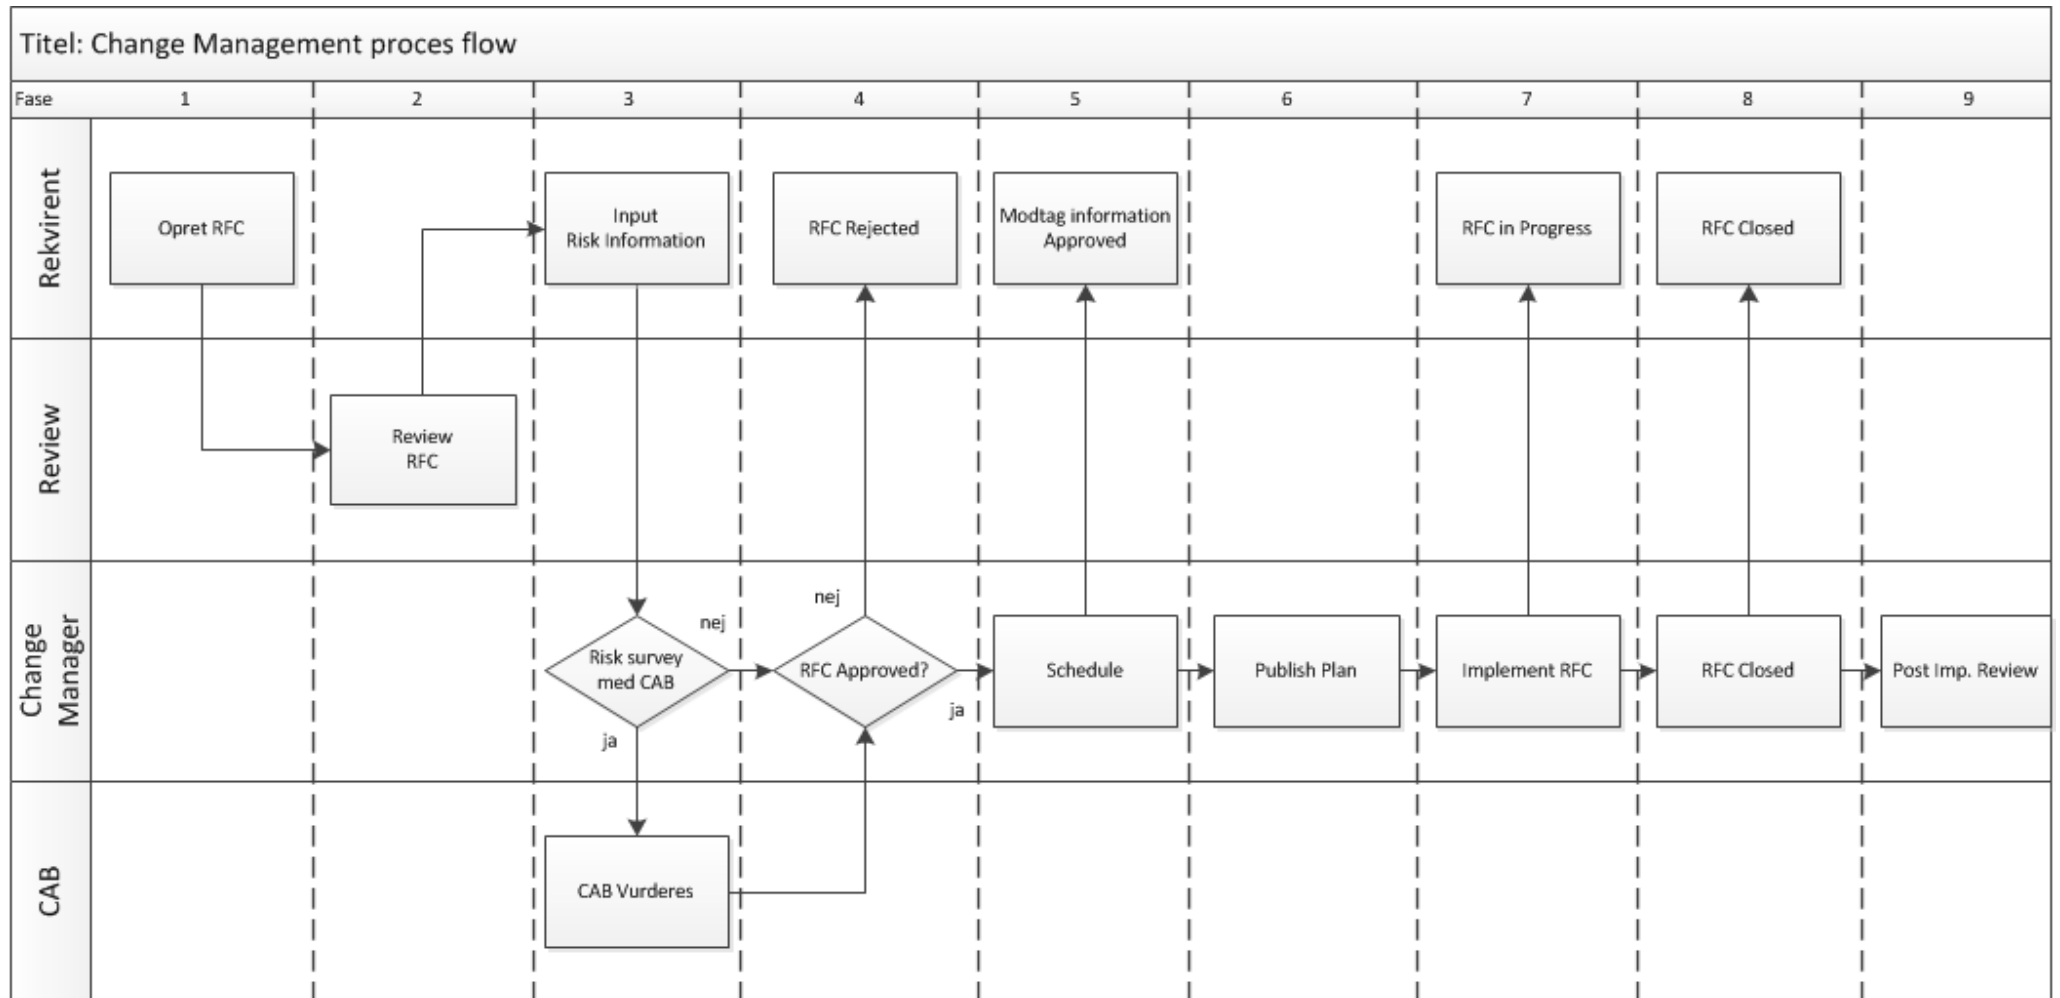 Titel: Change Management proces flow
Fase
1
2
3
4
5
6
7
8
9
Rekvirent
Opret RFC
Input
Risk Information
RFC Rejected
Modtag information
Approved
RFC in Progress
RFC Closed
Review
Review
RFC
Change
Manager
nej
nej
Risk survey
med CAB
RFC Approved?
Schedule
Publish Plan
Implement RFC
RFC Closed
Post Imp. Review
ja
ja
CAB
CAB Vurderes